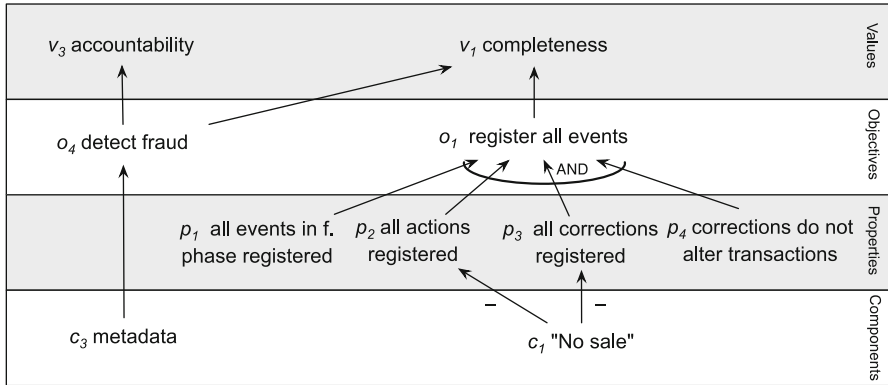 v3 accountability
v1 completeness
Values
o4 detect fraud
o1 register all events
AND
Objectives
p1 all events in f.
phase registered
p2 all actions
registered
p3 all corrections
registered
p4 corrections do not
alter transactions
Properties
–
–
c3 metadata
c1 "No sale"
Components